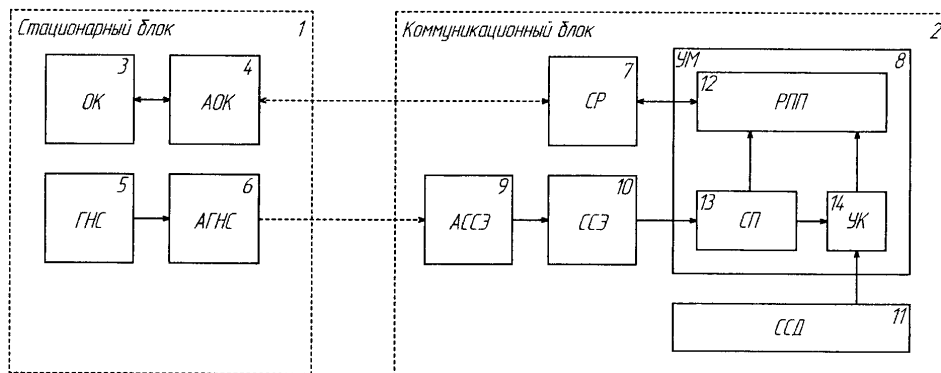 Стационарный блок 1
Коммуникационный блок 2
3
ОК
4
АОК
7
СР
УМ 8
12
РПП
5
ГНС
6
АГНС
9
АССЭ
10
ССЭ
13
СП
14
УК
11
ССД